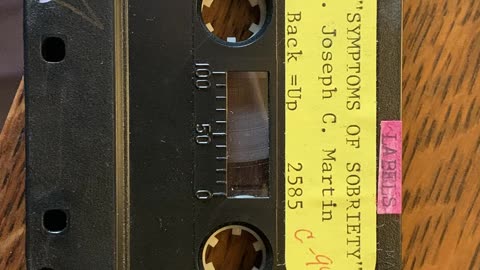 LABELS
"SYMPTOMS OF SOBRIETY"
. Joseph C. Martin
Back =Up 2585
100 50 0